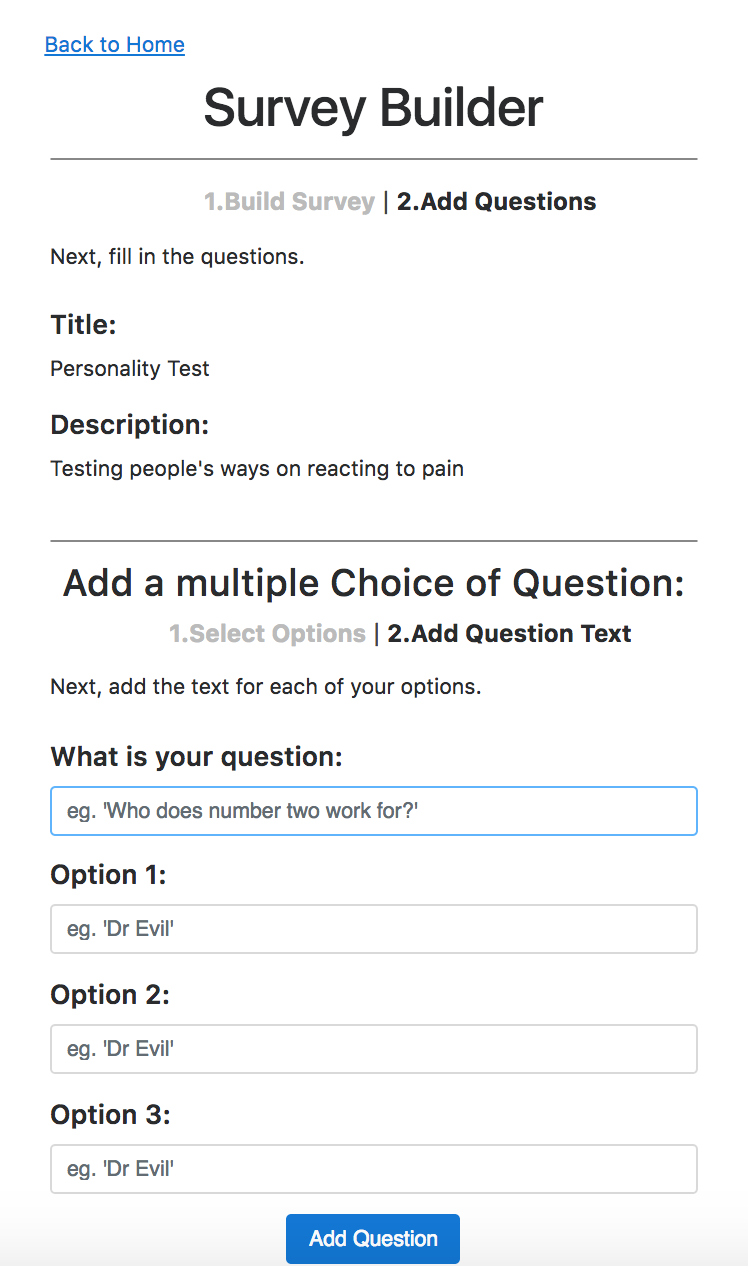 Back to Home
Survey Builder
1.Build Survey | 2.Add Questions
Next, fill in the questions.
Title:
Personality Test
Description:
Testing people's ways on reacting to pain
Add a multiple Choice of Question:
1.Select Options | 2.Add Question Text
Next, add the text for each of your options.
What is your question:
eg. 'Who does number two work for?'
Option 1:
eg. 'Dr Evil'
Option 2:
eg. 'Dr Evil'
Option 3:
eg. 'Dr Evil'
Add Question